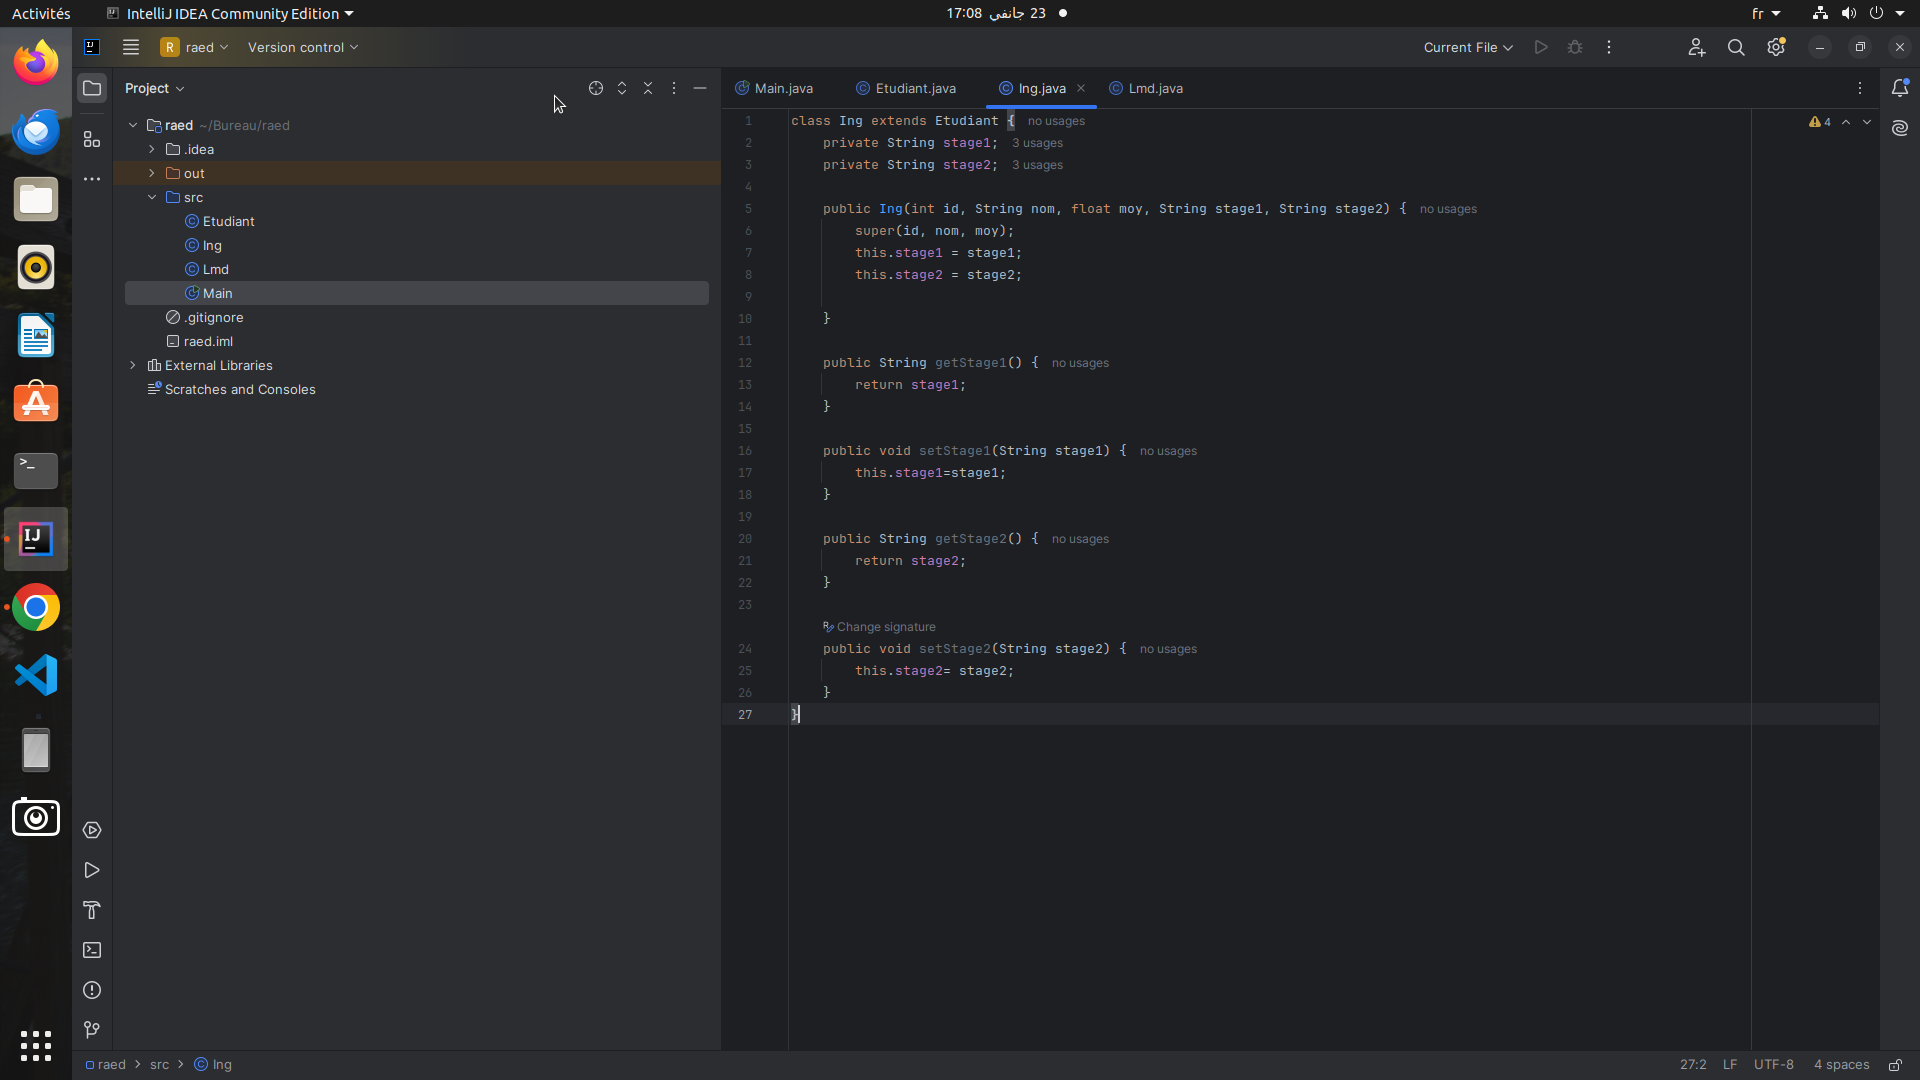 Activités
IntelliJ IDEA Community Edition
17:08 23 جانفي
fr
R raed
Version control
Current File
Project
Main.java
Etudiant.java
Ing.java
Lmd.java
raed ~/Bureau/raed
.idea
out
src
Etudiant
Ing
Lmd
Main
.gitignore
raed.iml
External Libraries
Scratches and Consoles
4
1 class Ing extends Etudiant { no usages
2 private String stage1; 3 usages
3 private String stage2; 3 usages
4
5 public Ing(int id, String nom, float moy, String stage1, String stage2) { no usages
6 super(id, nom, moy);
7 this.stage1 = stage1;
8 this.stage2 = stage2;
9
10 }
11
12 public String getStage1() { no usages
13 return stage1;
14 }
15
16 public void setStage1(String stage1) { no usages
17 this.stage1=stage1;
18 }
19
20 public String getStage2() { no usages
21 return stage2;
22 }
23
Change signature
24 public void setStage2(String stage2) { no usages
25 this.stage2= stage2;
26 }
27 }
raed
src
Ing
27:2
LF
UTF-8
4 spaces